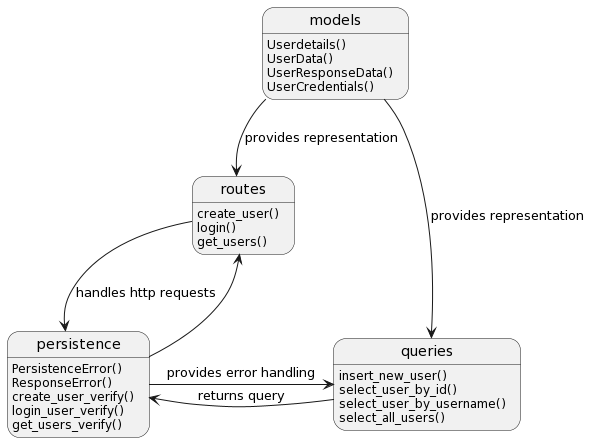 models
Userdetails()
UserData()
UserResponseData()
UserCredentials()
provides representation
routes
create_user()
login()
get_users()
provides representation
handles http requests
persistence
PersistenceError()
ResponseError()
create_user_verify()
login_user_verify()
get_users_verify()
provides error handling
returns query
queries
insert_new_user()
select_user_by_id()
select_user_by_username()
select_all_users()